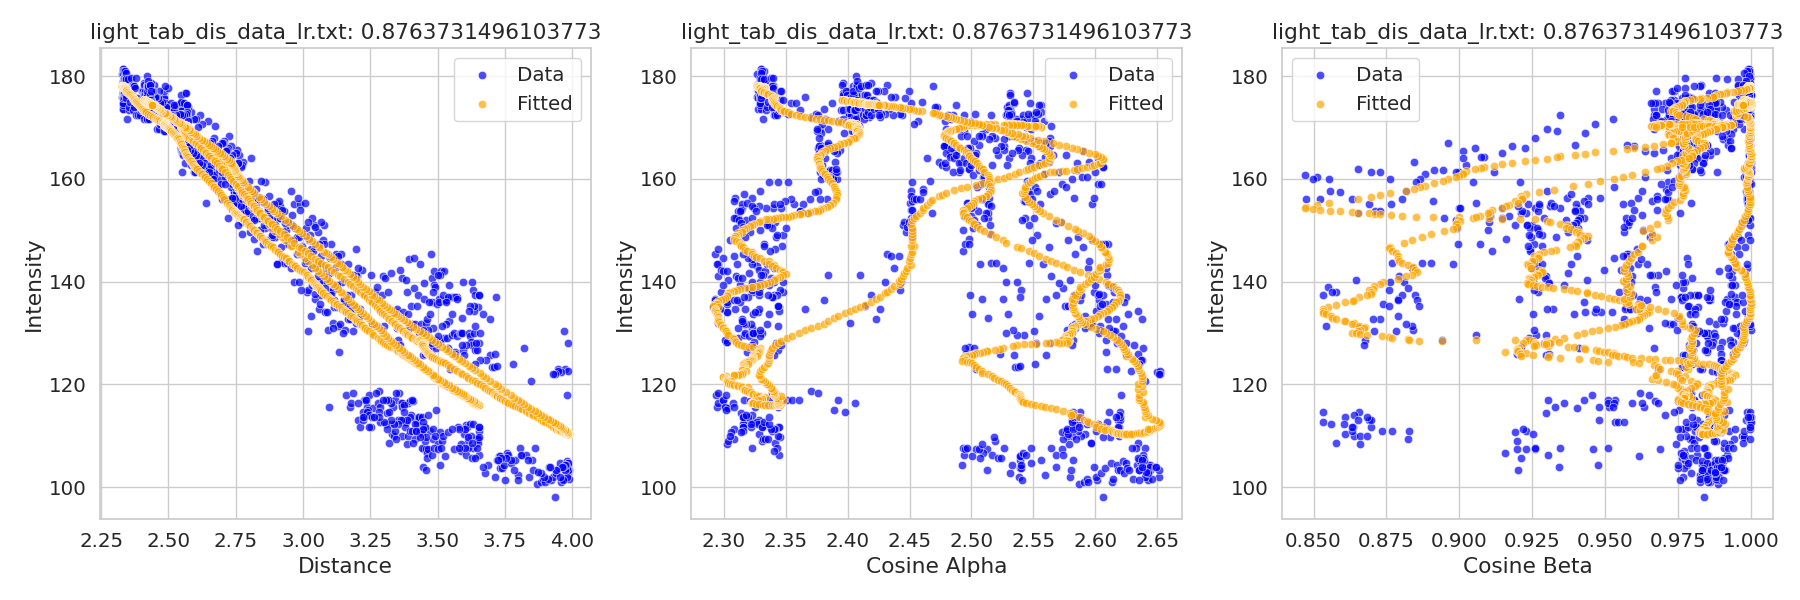 light_tab_dis_data_lr.txt: 0.8763731496103773
Intensity
180
160
140
120
100
Data
Fitted
2.25 2.50 2.75 3.00 3.25 3.50 3.75 4.00
Distance
light_tab_dis_data_lr.txt: 0.8763731496103773
Intensity
180
160
140
120
100
Data
Fitted
2.30 2.35 2.40 2.45 2.50 2.55 2.60 2.65
Cosine Alpha
light_tab_dis_data_lr.txt: 0.8763731496103773
Intensity
180
160
140
120
100
Data
Fitted
0.850 0.875 0.900 0.925 0.950 0.975 1.000
Cosine Beta